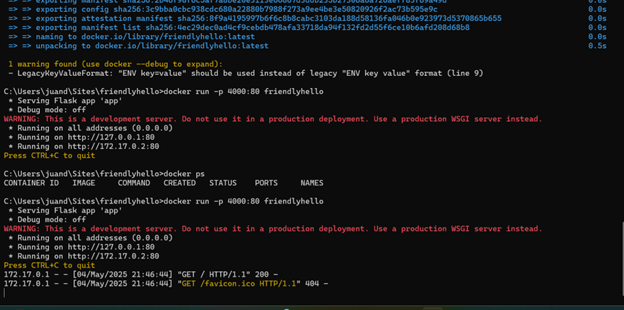 => => exporting config sha256:3c9bba0cbc938dcdc680a22880b7988f273a9ee4be3e50820926f2ac73b595e9c 0.0s
=> => exporting attestation manifest sha256:8f9a4195997b6f6c8b8cabc3103da188d58136fa046b0e923973d5370865b655 0.0s
=> => exporting manifest list sha256:4ec29dec0ad4cf9cebdb478afa33718da94f132fd2d55f6ce10b6afd208d68b8 0.0s
=> => naming to docker.io/library/friendlyhello:latest 0.0s
=> => unpacking to docker.io/library/friendlyhello:latest 0.5s
1 warning found (use docker --debug to expand):
- LegacyKeyValueFormat: "ENV key=value" should be used instead of legacy "ENV key value" format (line 9)
C:\Users\juand\Sites\friendlyhello>docker run -p 4000:80 friendlyhello
* Serving Flask app 'app'
* Debug mode: off
WARNING: This is a development server. Do not use it in a production deployment. Use a production WSGI server instead.
* Running on all addresses (0.0.0.0)
* Running on http://127.0.0.1:80
* Running on http://172.17.0.2:80
Press CTRL+C to quit
C:\Users\juand\Sites\friendlyhello>docker ps
CONTAINER ID IMAGE COMMAND CREATED STATUS PORTS NAMES
C:\Users\juand\Sites\friendlyhello>docker run -p 4000:80 friendlyhello
* Serving Flask app 'app'
* Debug mode: off
WARNING: This is a development server. Do not use it in a production deployment. Use a production WSGI server instead.
* Running on all addresses (0.0.0.0)
* Running on http://127.0.0.1:80
* Running on http://172.17.0.2:80
Press CTRL+C to quit
172.17.0.1 - - [04/May/2025 21:46:44] "GET / HTTP/1.1" 200 -
172.17.0.1 - - [04/May/2025 21:46:44] "GET /favicon.ico HTTP/1.1" 404 -